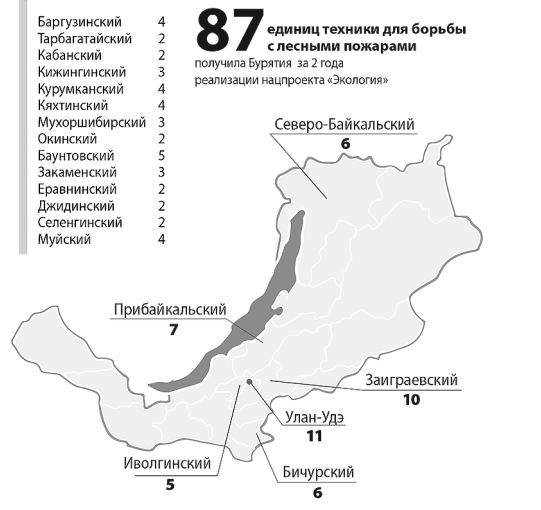 Баргузинский 4
Тарбагатайский 2
Кабанский 2
Кижингинский 3
Курумканский 4
Кяхтинский 4
Мухоршибирский 3
Окинский 2
Баунтовский 5
Закаменский 3
Еравнинский 2
Джидинский 2
Селенгинский 2
Муйский 4
87 единиц техники для борьбы
с лесными пожарами
получила Бурятия за 2 года
реализации нацпроекта «Экология»
Северо-Байкальский
6
Прибайкальский
7
Заиграевский
10
Улан-Удэ
11
Иволгинский
5
Бичурский
6